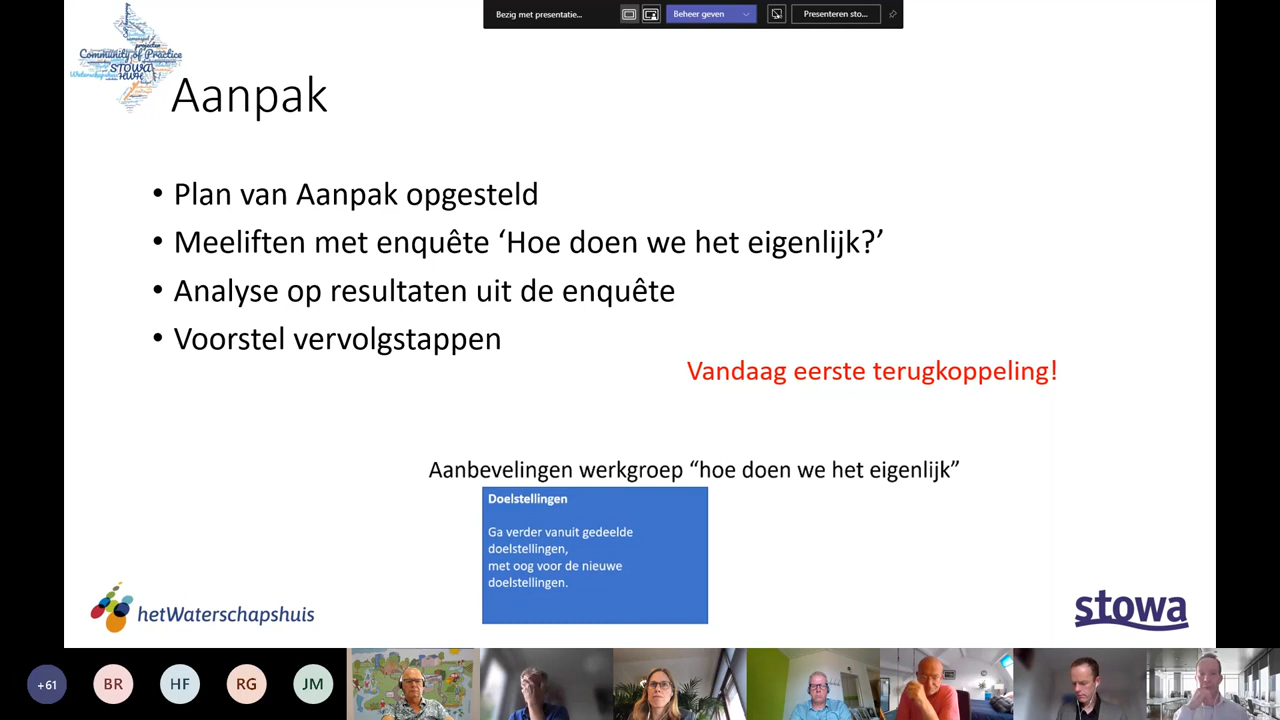 Bezig met presentatie...
Beheer geven
Presenteren sto...
Community of Practice
STOWA
HWH
Aanpak
• Plan van Aanpak opgesteld
• Meeliften met enquête ‘Hoe doen we het eigenlijk?’
• Analyse op resultaten uit de enquête
• Voorstel vervolgstappen
Vandaag eerste terugkoppeling!
Aanbevelingen werkgroep “hoe doen we het eigenlijk”
Doelstellingen
Ga verder vanuit gedeelde
doelstellingen,
met oog voor de nieuwe
doelstellingen.
hetWaterschapshuis
stowa
+61
BR
HF
RG
JM